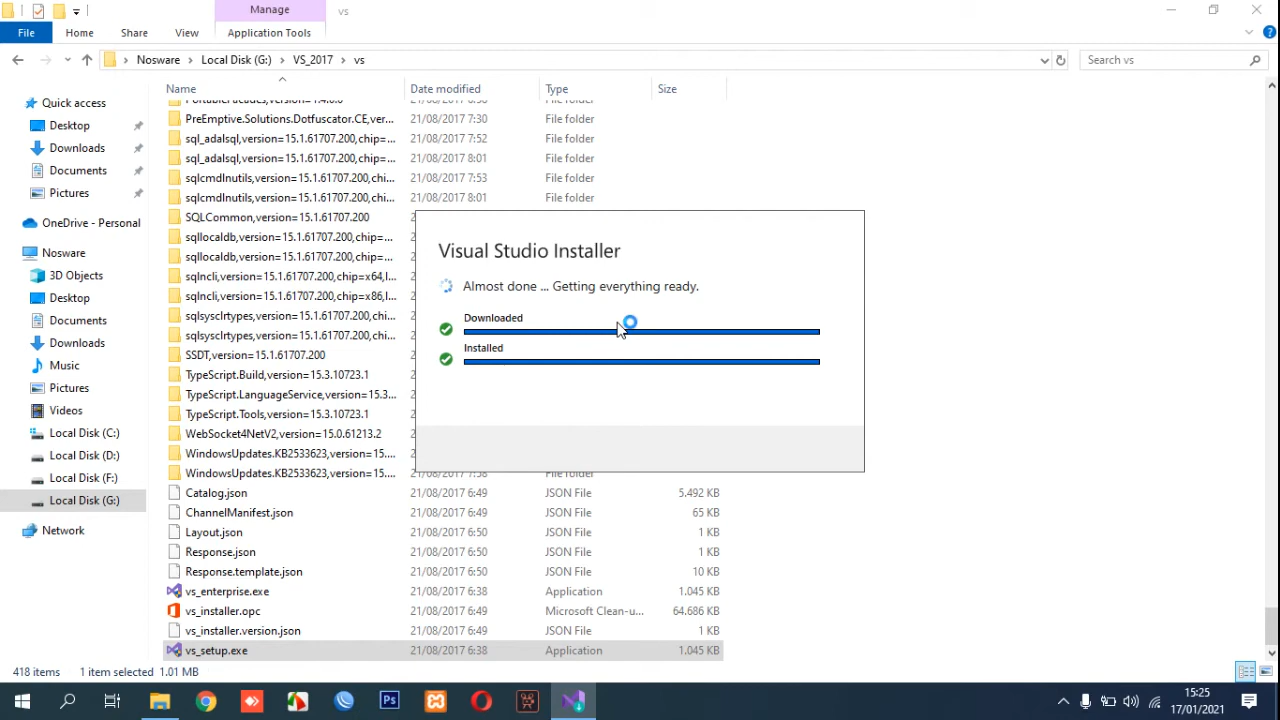 Manage
vs
File
Home
Share
View
Application Tools
Nosware
Local Disk (G:)
VS_2017
vs
Search vs
Name
Date modified
Type
Size
PreEmptive.Solutions.Dotfuscator.CE,ver... 21/08/2017 7:30 File folder
sql_adalsql,version=15.1.61707.200,chip=... 21/08/2017 7:52 File folder
sql_adalsql,version=15.1.61707.200,chip=... 21/08/2017 8:01 File folder
sqlcmdlnutils,version=15.1.61707.200,chi... 21/08/2017 7:53 File folder
sqlcmdlnutils,version=15.1.61707.200,chi... 21/08/2017 8:01 File folder
SQLCommon,version=15.1.61707.200
sqllocaldb,version=15.1.61707.200,chip=...
sqllocaldb,version=15.1.61707.200,chip=...
sqlncli,version=15.1.61707.200,chip=x64,l...
sqlncli,version=15.1.61707.200,chip=x86,l...
sqlsysclrtypes,version=15.1.61707.200,chi...
sqlsysclrtypes,version=15.1.61707.200,chi...
SSDT,version=15.1.61707.200
TypeScript.Build,version=15.3.10723.1
TypeScript.LanguageService,version=15.3....
TypeScript.Tools,version=15.3.10723.1
WebSocket4NetV2,version=15.0.61213.2
WindowsUpdates.KB2533623,version=15....
WindowsUpdates.KB2533623,version=15....
Catalog.json 21/08/2017 6:49 JSON File 5.492 KB
ChannelManifest.json 21/08/2017 6:49 JSON File 65 KB
Layout.json 21/08/2017 6:50 JSON File 1 KB
Response.json 21/08/2017 6:50 JSON File 1 KB
Response.template.json 21/08/2017 6:50 JSON File 10 KB
vs_enterprise.exe 21/08/2017 6:38 Application 1.045 KB
vs_installer.opc 21/08/2017 6:49 Microsoft Clean-u... 64.686 KB
vs_installer.version.json 21/08/2017 6:49 JSON File 1 KB
vs_setup.exe 21/08/2017 6:38 Application 1.045 KB
Quick access
Desktop
Downloads
Documents
Pictures
OneDrive - Personal
Nosware
3D Objects
Desktop
Documents
Downloads
Music
Pictures
Videos
Local Disk (C:)
Local Disk (D:)
Local Disk (F:)
Local Disk (G:)
Network
Visual Studio Installer
Almost done ... Getting everything ready.
Downloaded
Installed
418 items
1 item selected 1.01 MB
Ps
15:25
17/01/2021